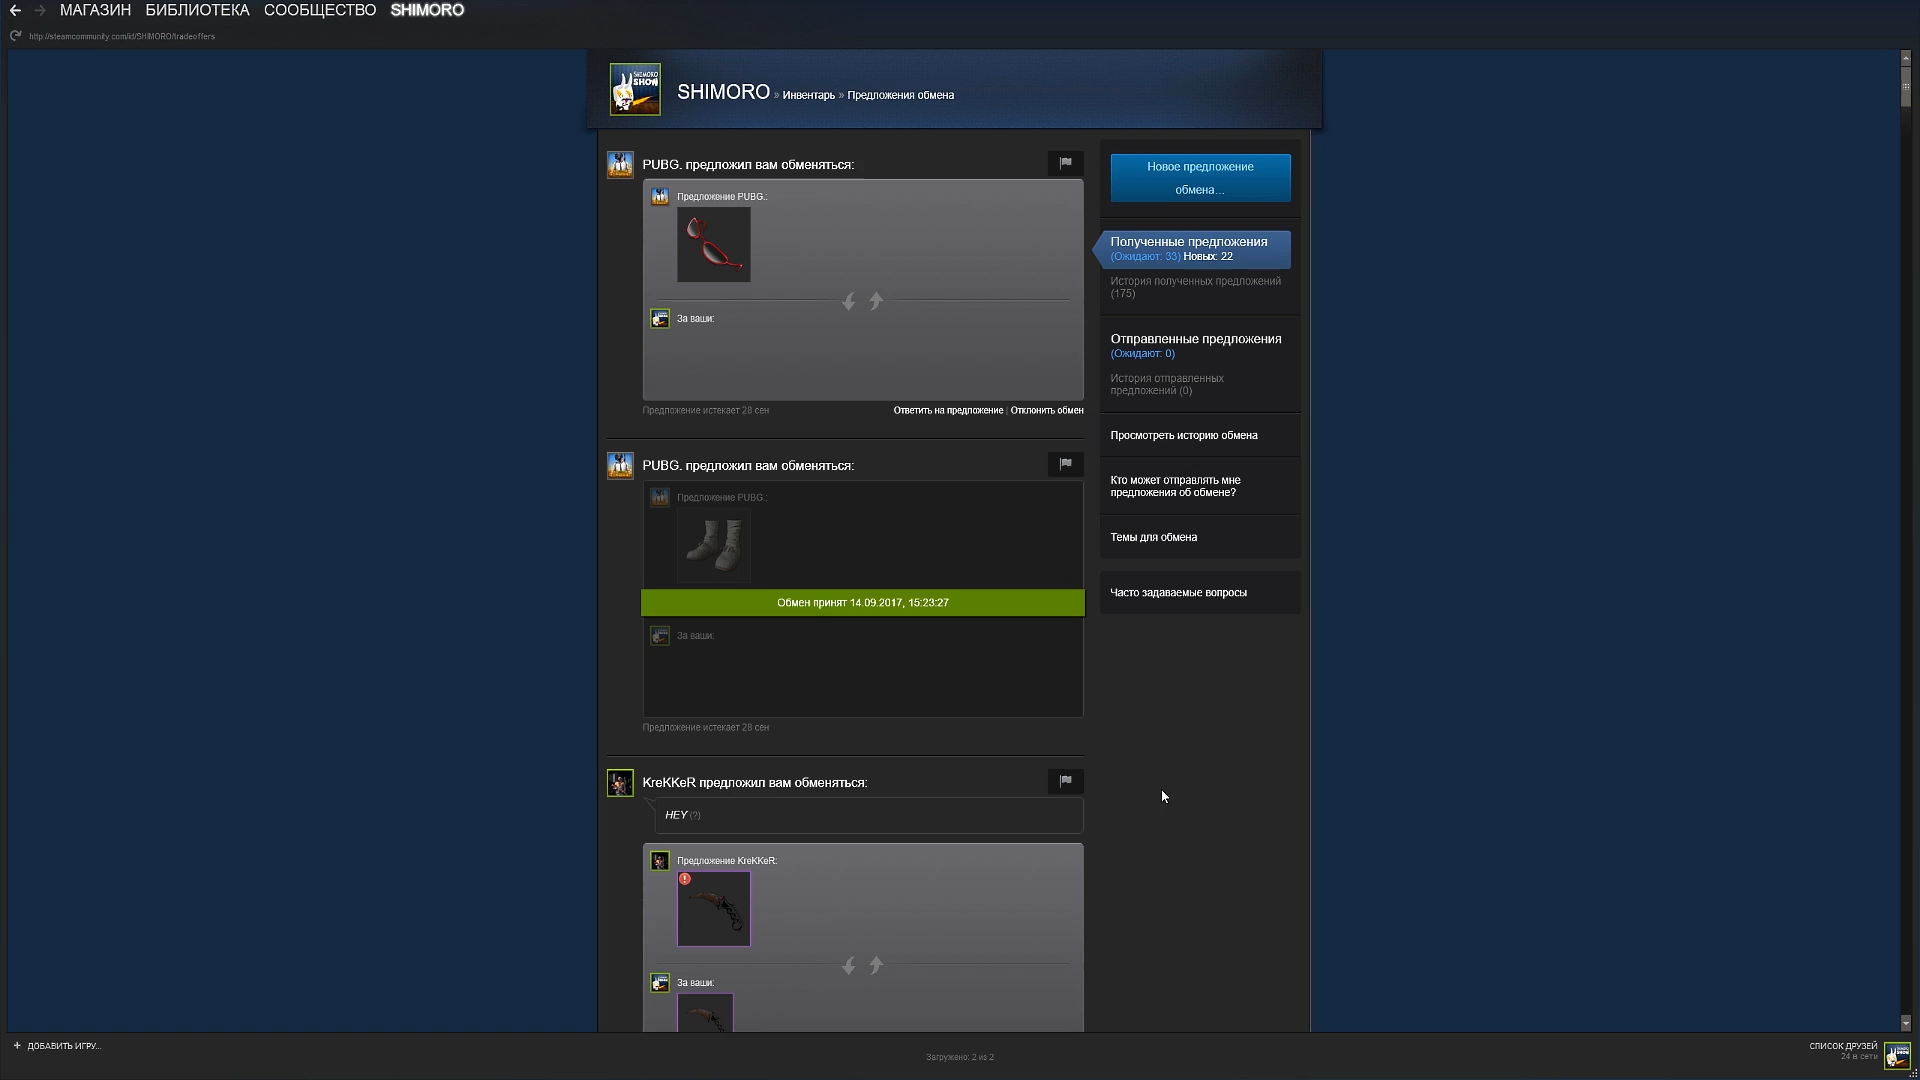 МАГАЗИН БИБЛИОТЕКА СООБЩЕСТВО SHIMORO
http://steamcommunity.com/id/SHIMORO/tradeoffers
SHIMORO
SHOW
SHIMORO » Инвентарь » Предложения обмена
PUBG. предложил вам обменяться:
Предложение PUBG.:
За ваши:
Предложение истекает 28 сен
Ответить на предложение | Отклонить обмен
PUBG. предложил вам обменяться:
Предложение PUBG.:
Обмен принят 14.09.2017, 15:23:27
За ваши:
Предложение истекает 28 сен
KreKKeR предложил вам обменяться:
HEY (?)
Предложение KreKKeR:
За ваши:
Новое предложение
обмена...
Полученные предложения
(Ожидают: 33) Новых: 22
История полученных предложений
(175)
Отправленные предложения
(Ожидают: 0)
История отправленных
предложений (0)
Просмотреть историю обмена
Кто может отправлять мне
предложения об обмене?
Темы для обмена
Часто задаваемые вопросы
+ ДОБАВИТЬ ИГРУ...
Загружено: 2 из 2
СПИСОК ДРУЗЕЙ
24 в сети